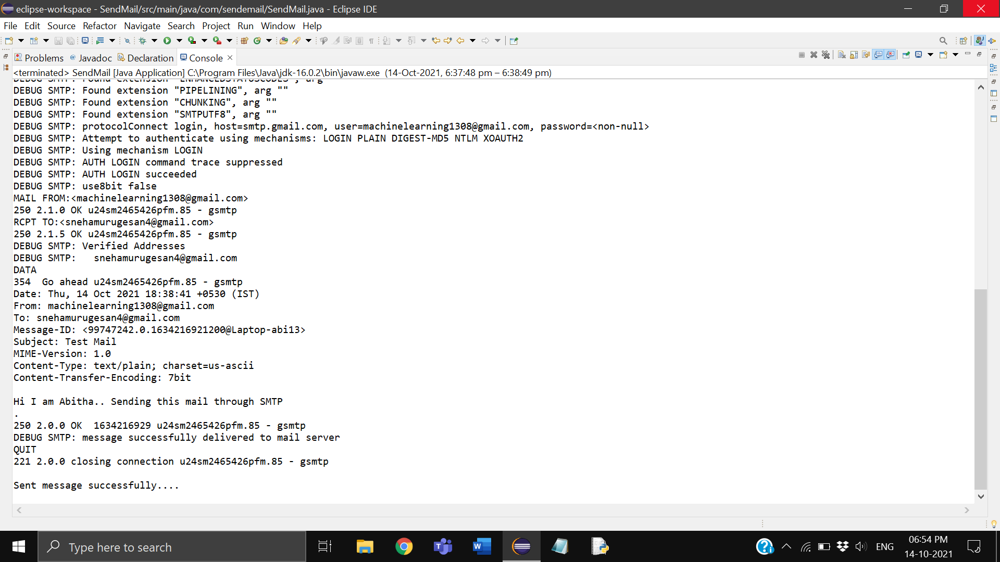 eclipse-workspace - SendMail/src/main/java/com/sendemail/SendMail.java - Eclipse IDE
File Edit Source Refactor Navigate Search Project Run Window Help
Problems @ Javadoc Declaration Console
<terminated> SendMail [Java Application] C:\Program Files\Java\jdk-16.0.2\bin\javaw.exe (14-Oct-2021, 6:37:48 pm – 6:38:49 pm)
DEBUG SMTP: Found extension "ENHANCEDSTATUSCODES", arg ""
DEBUG SMTP: Found extension "PIPELINING", arg ""
DEBUG SMTP: Found extension "CHUNKING", arg ""
DEBUG SMTP: Found extension "SMTPUTF8", arg ""
DEBUG SMTP: protocolConnect login, host=smtp.gmail.com, user=machinelearning1308@gmail.com, password=<non-null>
DEBUG SMTP: Attempt to authenticate using mechanisms: LOGIN PLAIN DIGEST-MD5 NTLM XOAUTH2
DEBUG SMTP: Using mechanism LOGIN
DEBUG SMTP: AUTH LOGIN command trace suppressed
DEBUG SMTP: AUTH LOGIN succeeded
DEBUG SMTP: use8bit false
MAIL FROM:<machinelearning1308@gmail.com>
250 2.1.0 OK u24sm2465426pfm.85 - gsmtp
RCPT TO:<snehamurugesan4@gmail.com>
250 2.1.5 OK u24sm2465426pfm.85 - gsmtp
DEBUG SMTP: Verified Addresses
DEBUG SMTP:   snehamurugesan4@gmail.com
DATA
354  Go ahead u24sm2465426pfm.85 - gsmtp
Date: Thu, 14 Oct 2021 18:38:41 +0530 (IST)
From: machinelearning1308@gmail.com
To: snehamurugesan4@gmail.com
Message-ID: <99747242.0.1634216921200@Laptop-abi13>
Subject: Test Mail
MIME-Version: 1.0
Content-Type: text/plain; charset=us-ascii
Content-Transfer-Encoding: 7bit
Hi I am Abitha.. Sending this mail through SMTP
.
250 2.0.0 OK  1634216929 u24sm2465426pfm.85 - gsmtp
DEBUG SMTP: message successfully delivered to mail server
QUIT
221 2.0.0 closing connection u24sm2465426pfm.85 - gsmtp
Sent message successfully....
Type here to search
ENG
06:54 PM
14-10-2021